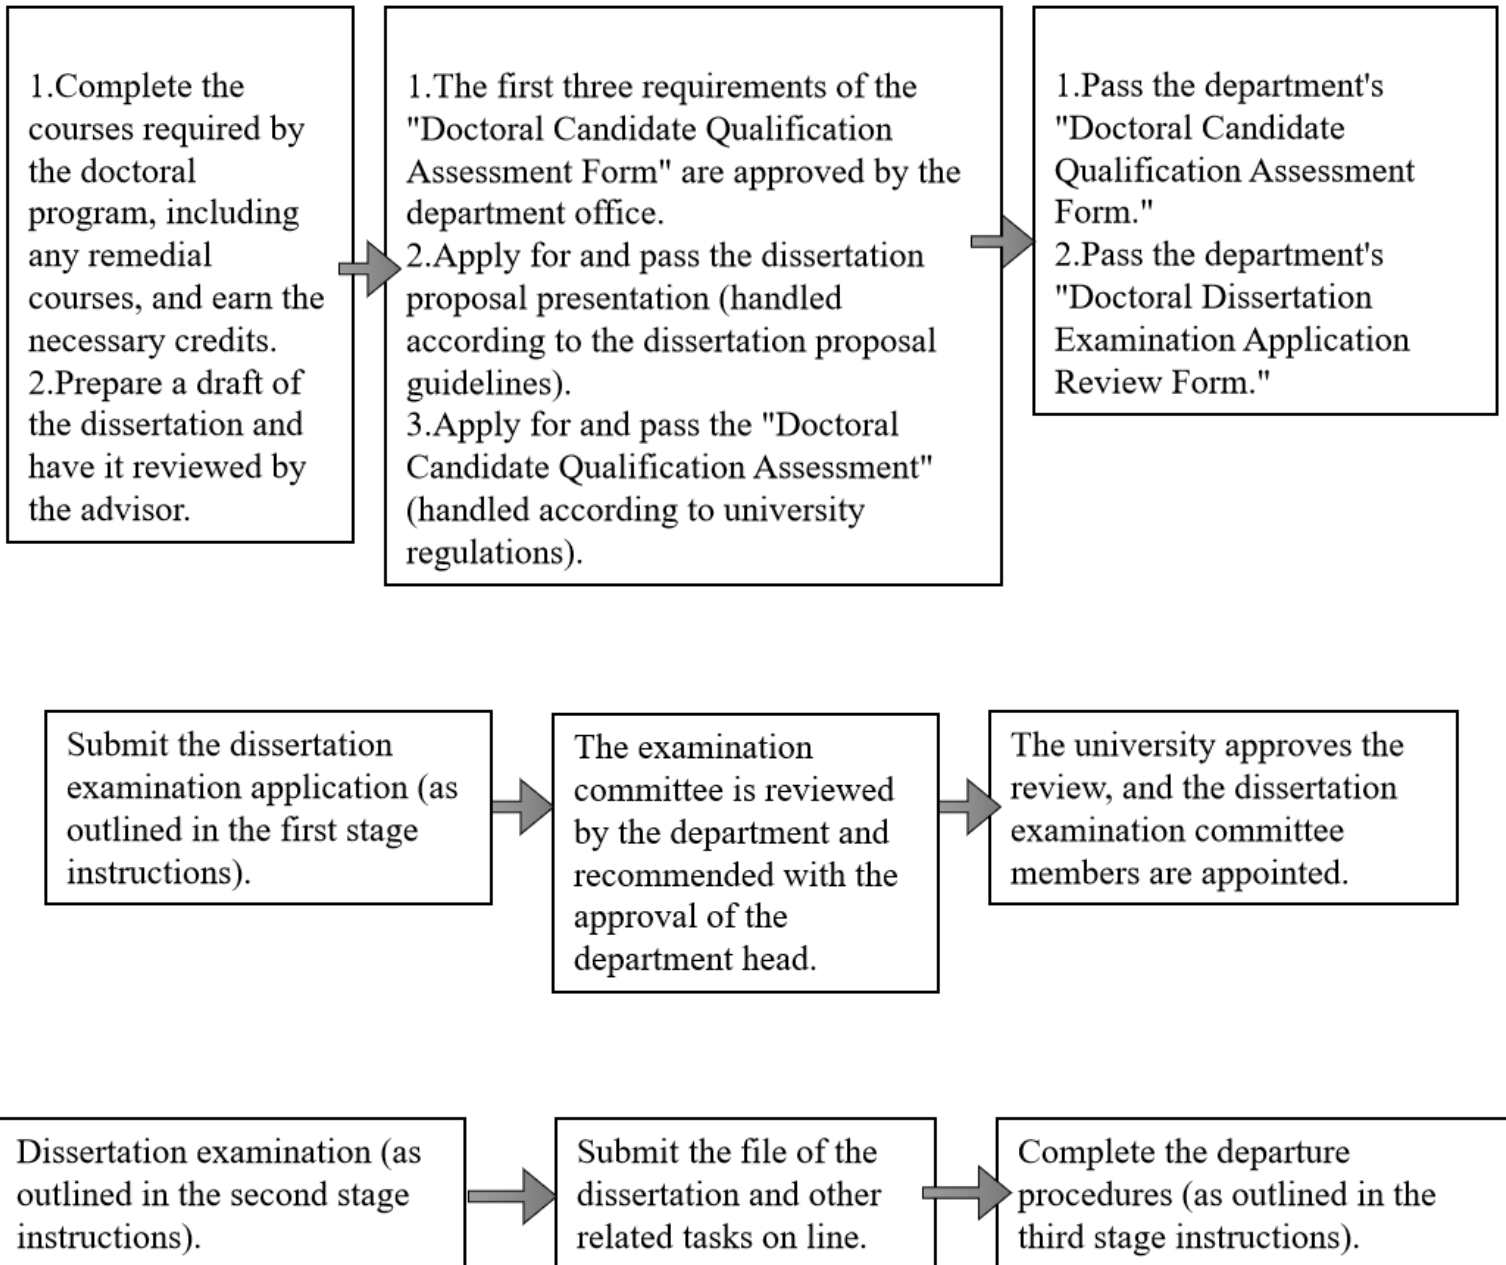 1.Complete the
courses required by
the doctoral
program, including
any remedial
courses, and earn the
necessary credits.
2.Prepare a draft of
the dissertation and
have it reviewed by
the advisor.
1.The first three requirements of the
"Doctoral Candidate Qualification
Assessment Form" are approved by the
department office.
2.Apply for and pass the dissertation
proposal presentation (handled
according to the dissertation proposal
guidelines).
3.Apply for and pass the "Doctoral
Candidate Qualification Assessment"
(handled according to university
regulations).
1.Pass the department's
"Doctoral Candidate
Qualification Assessment
Form."
2.Pass the department's
"Doctoral Dissertation
Examination Application
Review Form."
Submit the dissertation
examination application (as
outlined in the first stage
instructions).
The examination
committee is reviewed
by the department and
recommended with the
approval of the
department head.
The university approves the
review, and the dissertation
examination committee
members are appointed.
Dissertation examination (as
outlined in the second stage
instructions).
Submit the file of the
dissertation and other
related tasks on line.
Complete the departure
procedures (as outlined in the
third stage instructions).